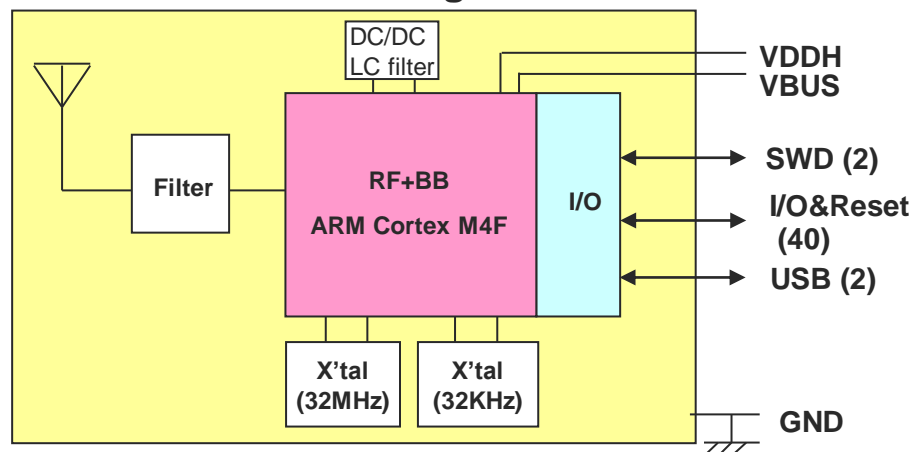 DC/DC
LC filter
VDDH
VBUS
Filter
RF+BB
ARM Cortex M4F
I/O
SWD (2)
I/O&Reset
(40)
USB (2)
X’tal
(32MHz)
X’tal
(32KHz)
GND